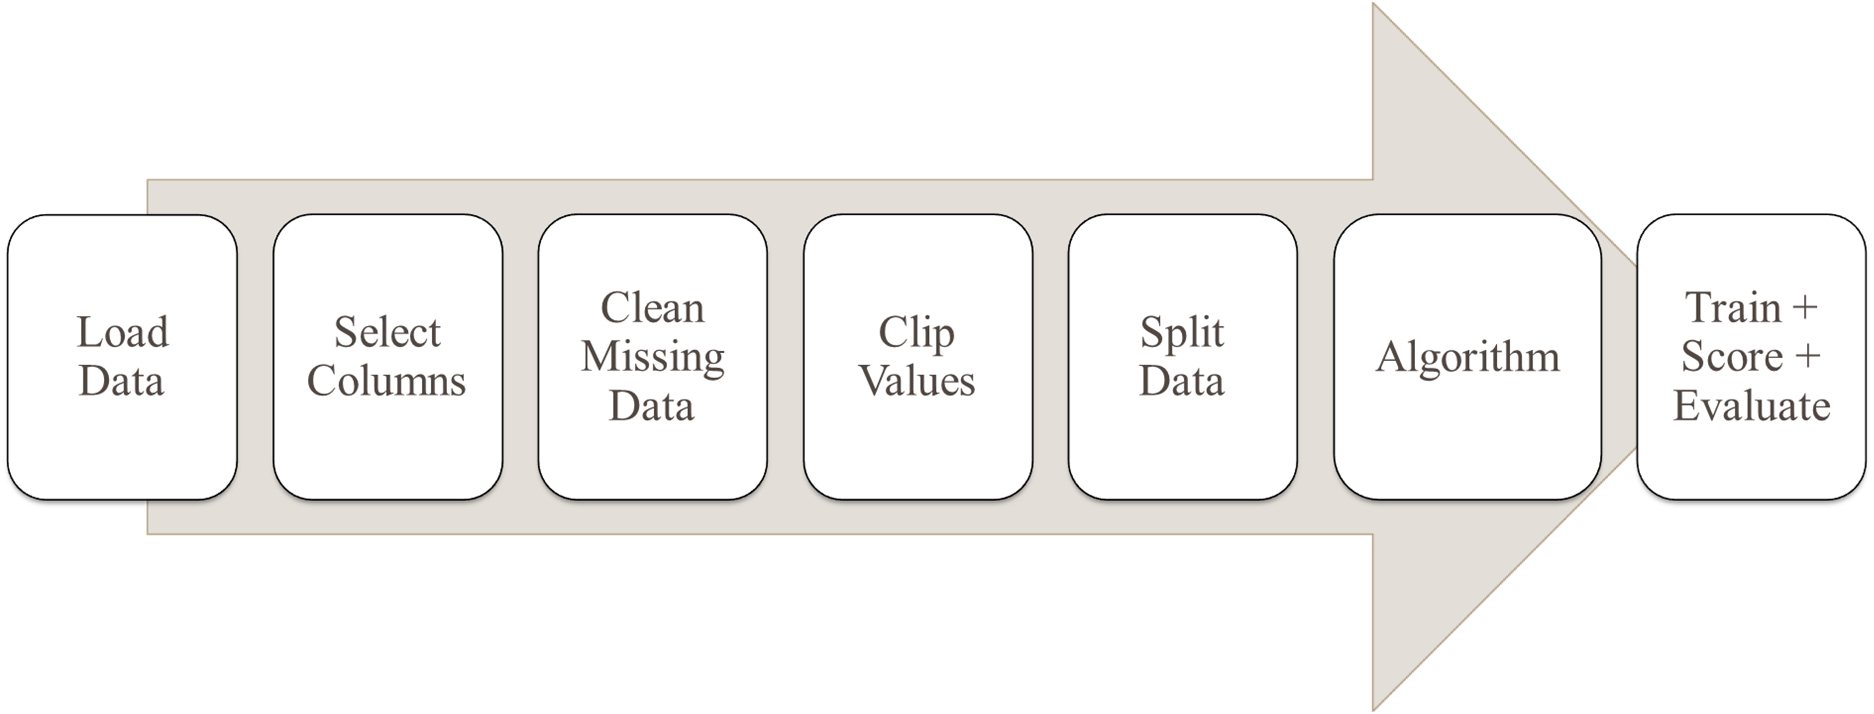 Load
Data
Select
Columns
Clean
Missing
Data
Clip
Values
Split
Data
Algorithm
Train +
Score +
Evaluate